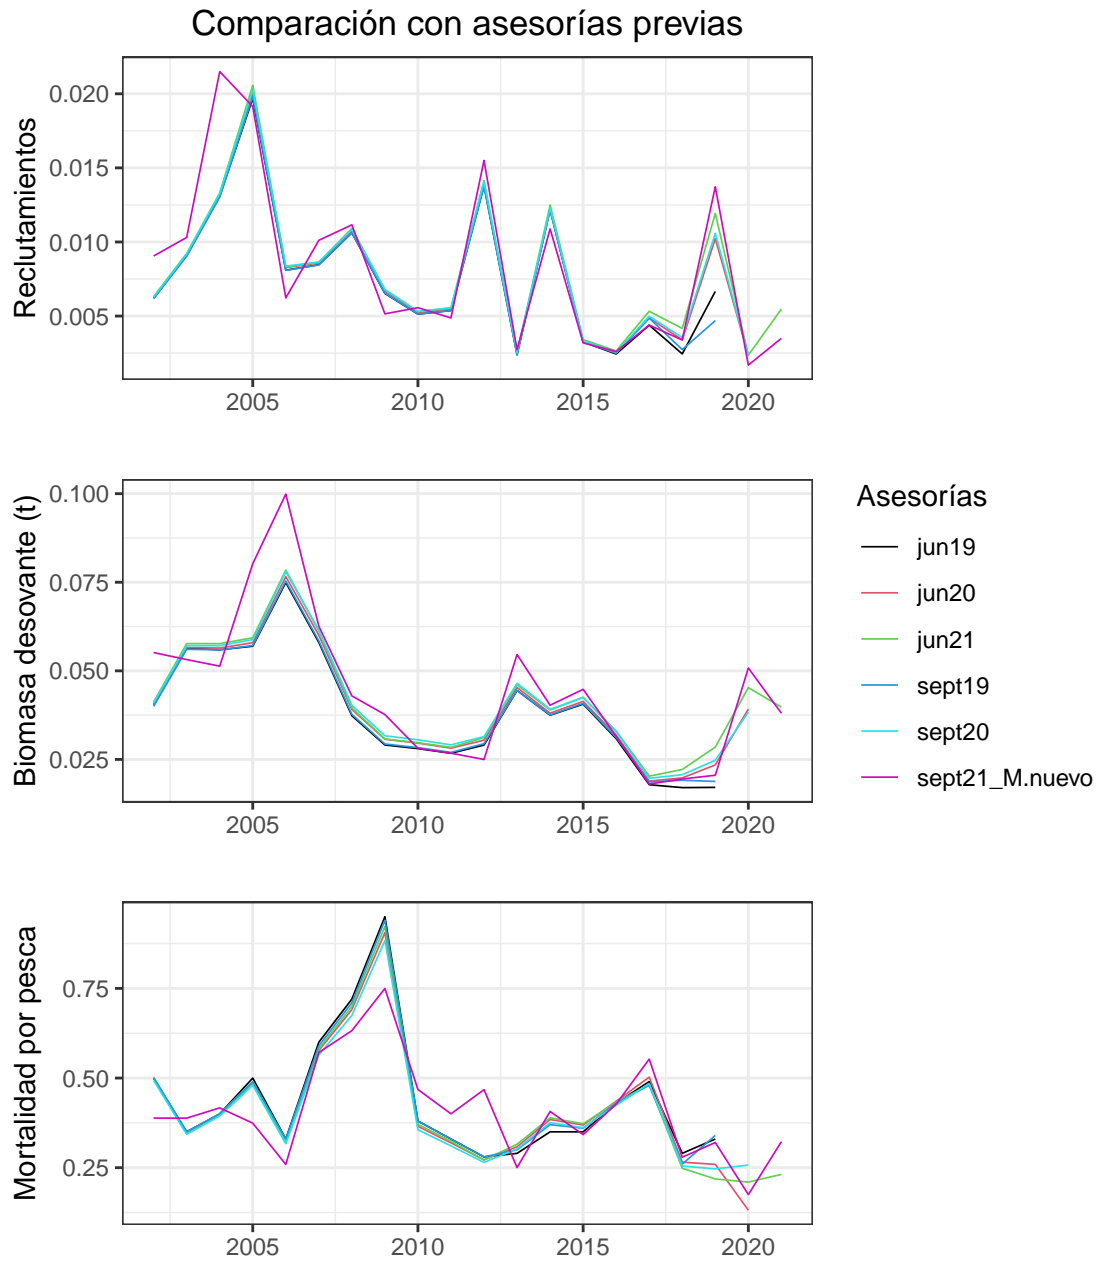 Comparación con asesorías previas
Reclutamientos
0.020
0.015
0.010
0.005
2005 2010 2015 2020
Biomasa desovante (t)
0.100
0.075
0.050
0.025
2005 2010 2015 2020
Asesorías
jun19
jun20
jun21
sept19
sept20
sept21_M.nuevo
Mortalidad por pesca
0.75
0.50
0.25
2005 2010 2015 2020